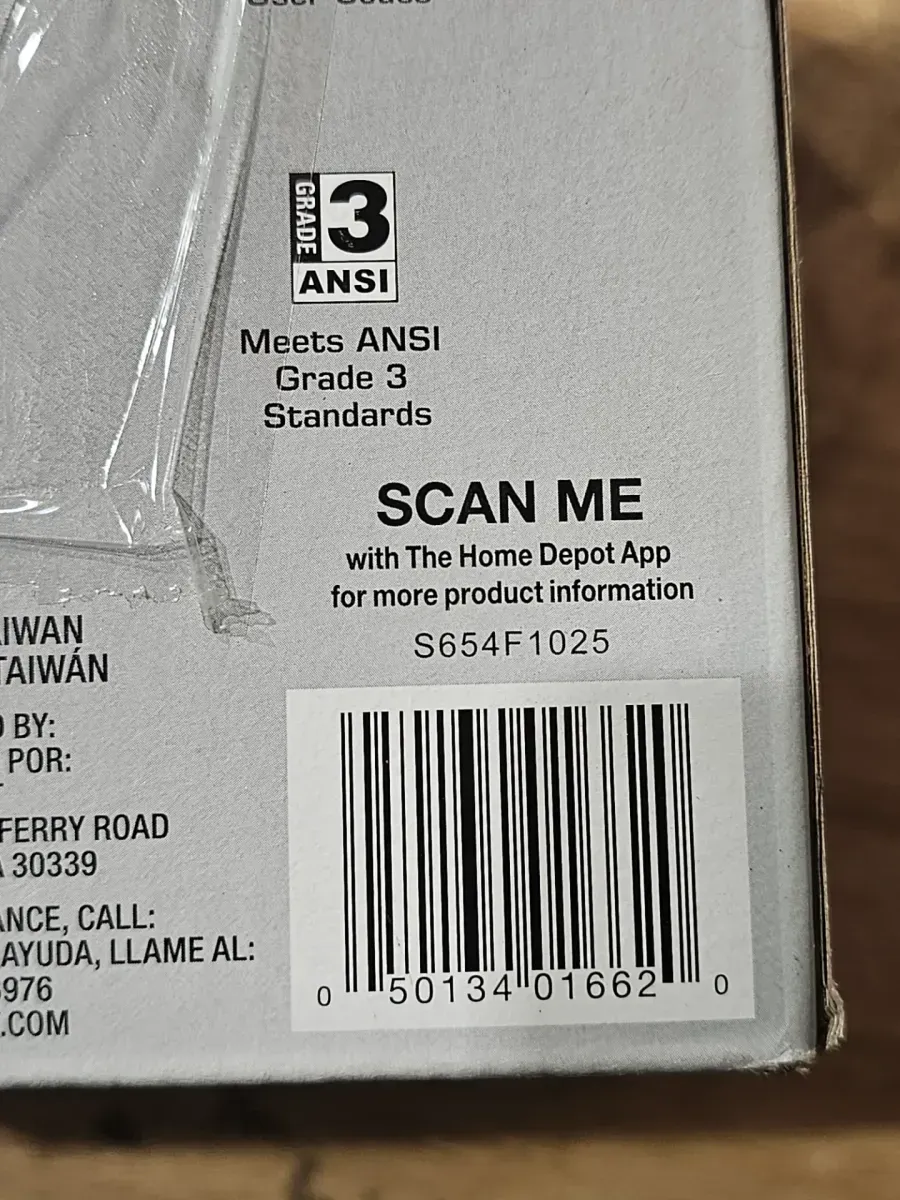 User Codes
GRADE 3
ANSI
Meets ANSI
Grade 3
Standards
SCAN ME
with The Home Depot App
for more product information
S654F1025
IWAN
TAIWÁN
BY:
POR:
FERRY ROAD
30339
ANCE, CALL:
AYUDA, LLAME AL:
976
.COM
0 50134 01662 0